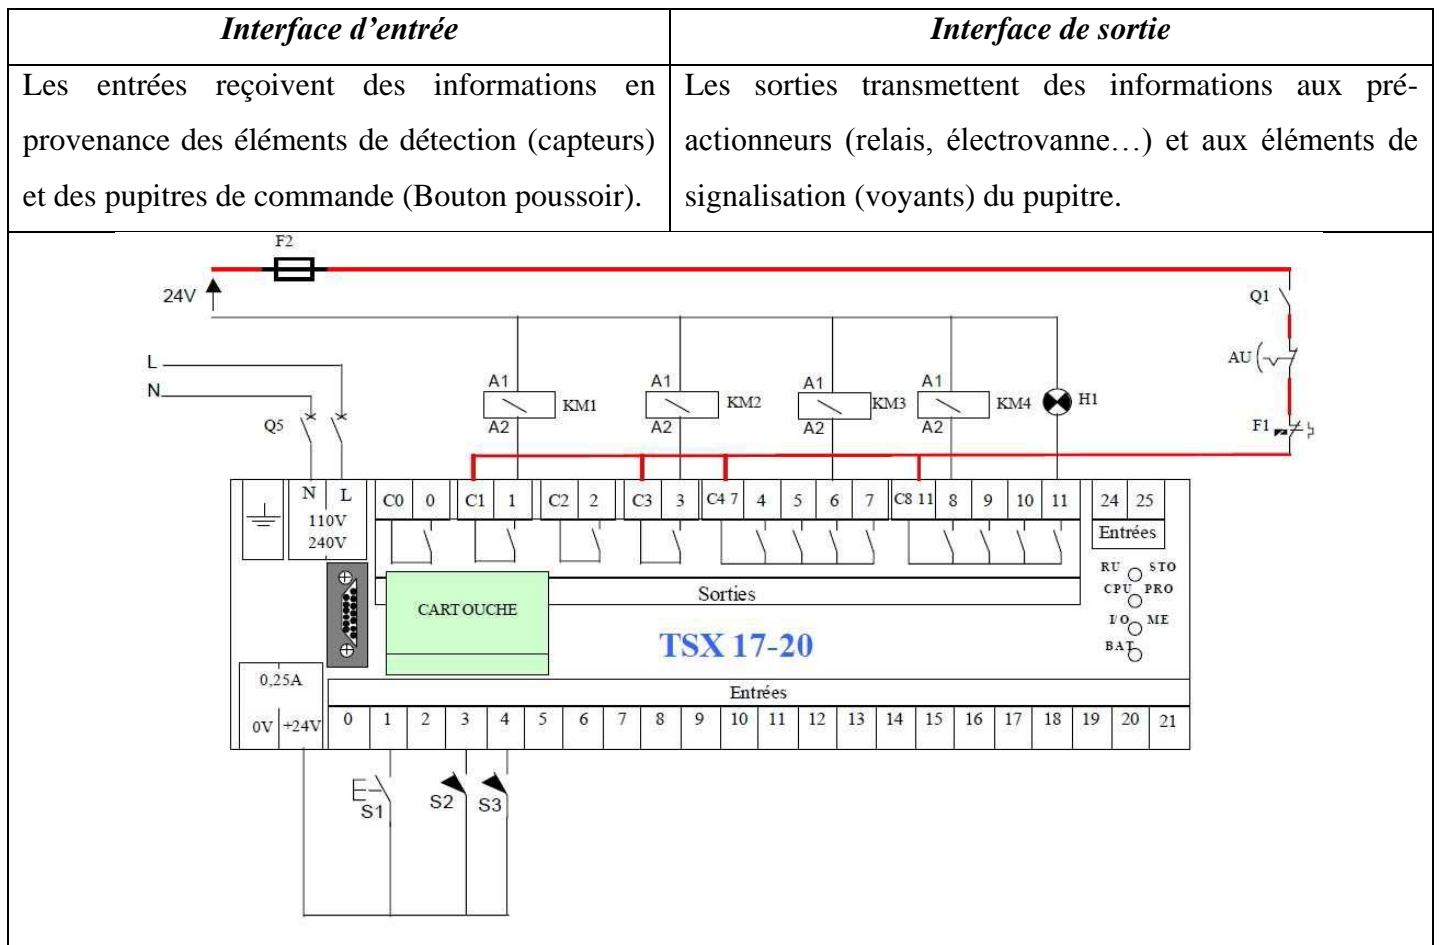 Interface d’entrée
Interface de sortie
Les entrées reçoivent des informations en
provenance des éléments de détection (capteurs)
et des pupitres de commande (Bouton poussoir).
Les sorties transmettent des informations aux pré-
actionneurs (relais, électrovanne…) et aux éléments de
signalisation (voyants) du pupitre.
F2
24V
Q1
L
AU
N
A1 A1 A1 A1
KM1 KM2 KM3 KM4 H1
Q5
A2 A2 A2 A2
F1
N L
C0 0 C1 1 C2 2 C3 3 C4 7 4 5 6 7 C8 11 8 9 10 11 24 25
110V
240V
Entrées
RU STO
CPU PRO
I/O ME
BAT
Sorties
CARTOUCHE
TSX 17-20
0,25A
Entrées
0V +24V 0 1 2 3 4 5 6 7 8 9 10 11 12 13 14 15 16 17 18 19 20 21
S1 S2 S3